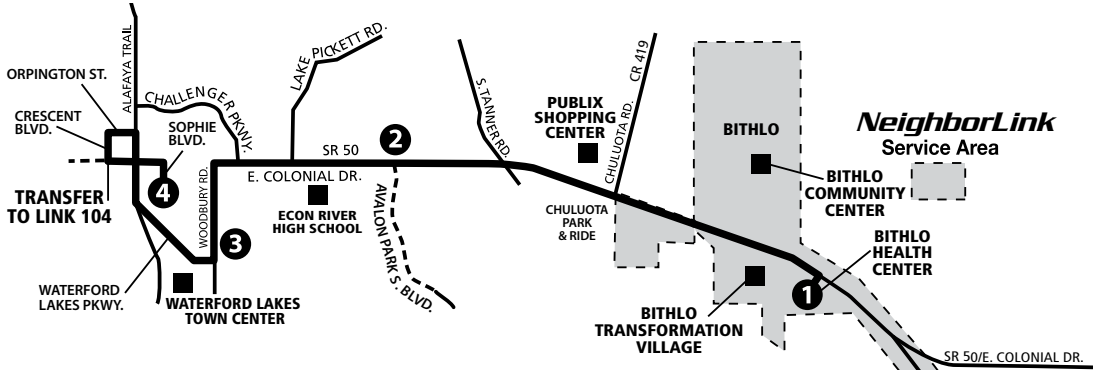 ORPINGTON ST.
CRESCENT
BLVD.
ALAFAYA TRAIL
CHALLENGER PKWY.
SOPHIE
BLVD.
TRANSFER
TO LINK 104
4
WOODBURY RD.
3
WATERFORD
LAKES PKWY.
WATERFORD LAKES
TOWN CENTER
LAKE PICKETT RD.
SR 50
E. COLONIAL DR.
2
ECON RIVER
HIGH SCHOOL
AVALON PARK S. BLVD.
S.TANNER RD.
PUBLIX
SHOPPING
CENTER
CHULUOTA RD.
CR 419
CHULUOTA
PARK
& RIDE
BITHLO
NeighborLink
Service Area
BITHLO
COMMUNITY
CENTER
BITHLO
HEALTH
CENTER
1
BITHLO
TRANSFORMATION
VILLAGE
SR 50/E. COLONIAL DR.